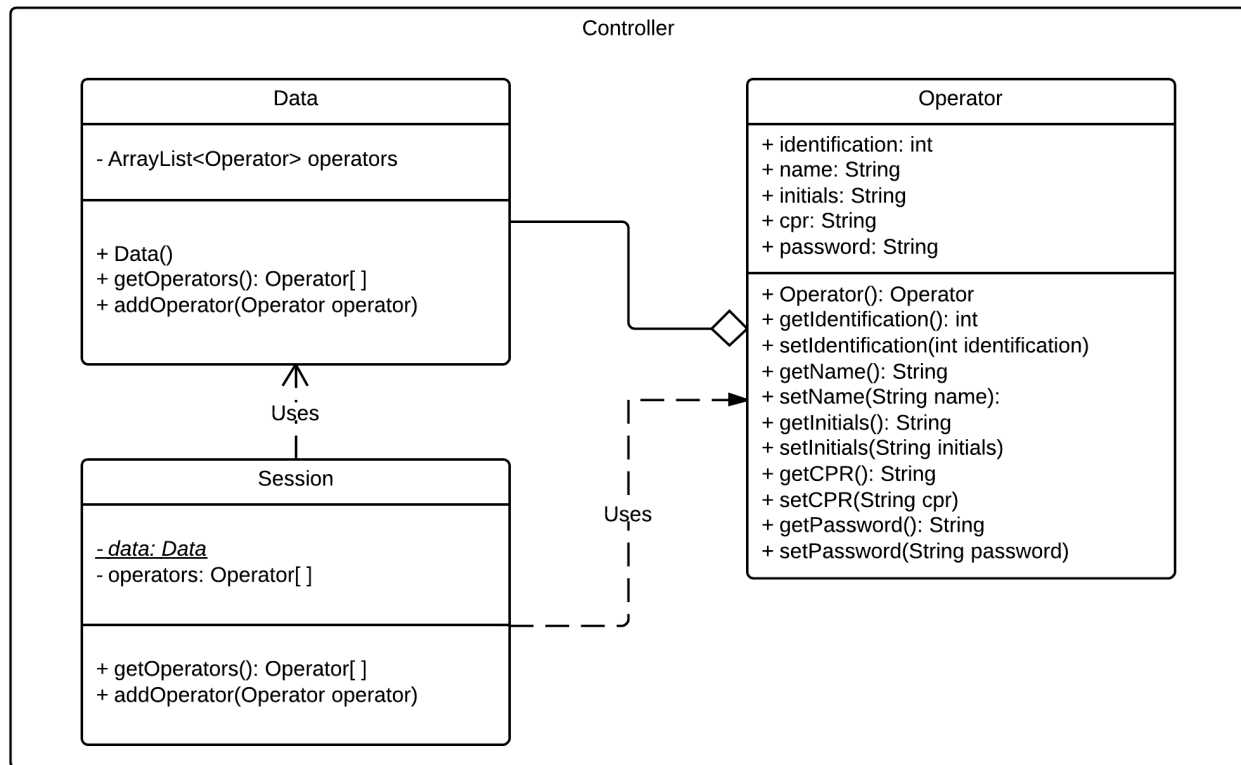 Controller
Data
- ArrayList<Operator> operators
+ Data()
+ getOperators(): Operator[ ]
+ addOperator(Operator operator)
Uses
Session
- data: Data
- operators: Operator[ ]
+ getOperators(): Operator[ ]
+ addOperator(Operator operator)
Uses
Operator
+ identification: int
+ name: String
+ initials: String
+ cpr: String
+ password: String
+ Operator(): Operator
+ getIdentification(): int
+ setIdentification(int identification)
+ getName(): String
+ setName(String name):
+ getInitials(): String
+ setInitials(String initials)
+ getCPR(): String
+ setCPR(String cpr)
+ getPassword(): String
+ setPassword(String password)